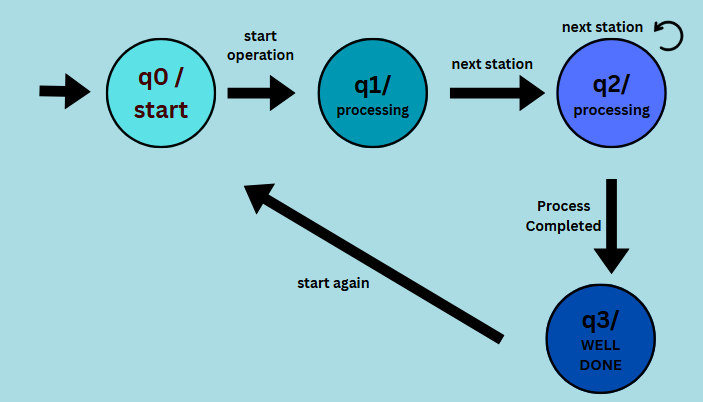 q0 /
start
start
operation
q1/
processing
next station
next station
q2/
processing
Process
Completed
q3/
WELL
DONE
start again